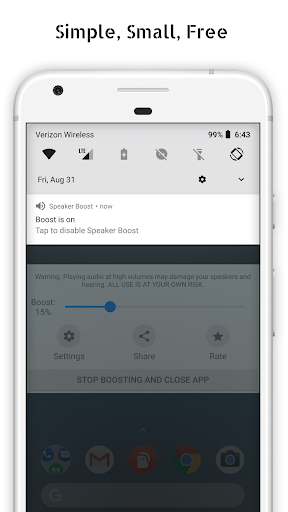 Simple, Small, Free
Verizon Wireless 99% 6:43
LTE
Fri, Aug 31
Speaker Boost • now
Boost is on
Tap to disable Speaker Boost
Warning: Playing audio at high volumes may damage your speakers and
hearing. ALL USE IS AT YOUR OWN RISK.
Boost:
15%
Settings Share Rate
STOP BOOSTING AND CLOSE APP
G